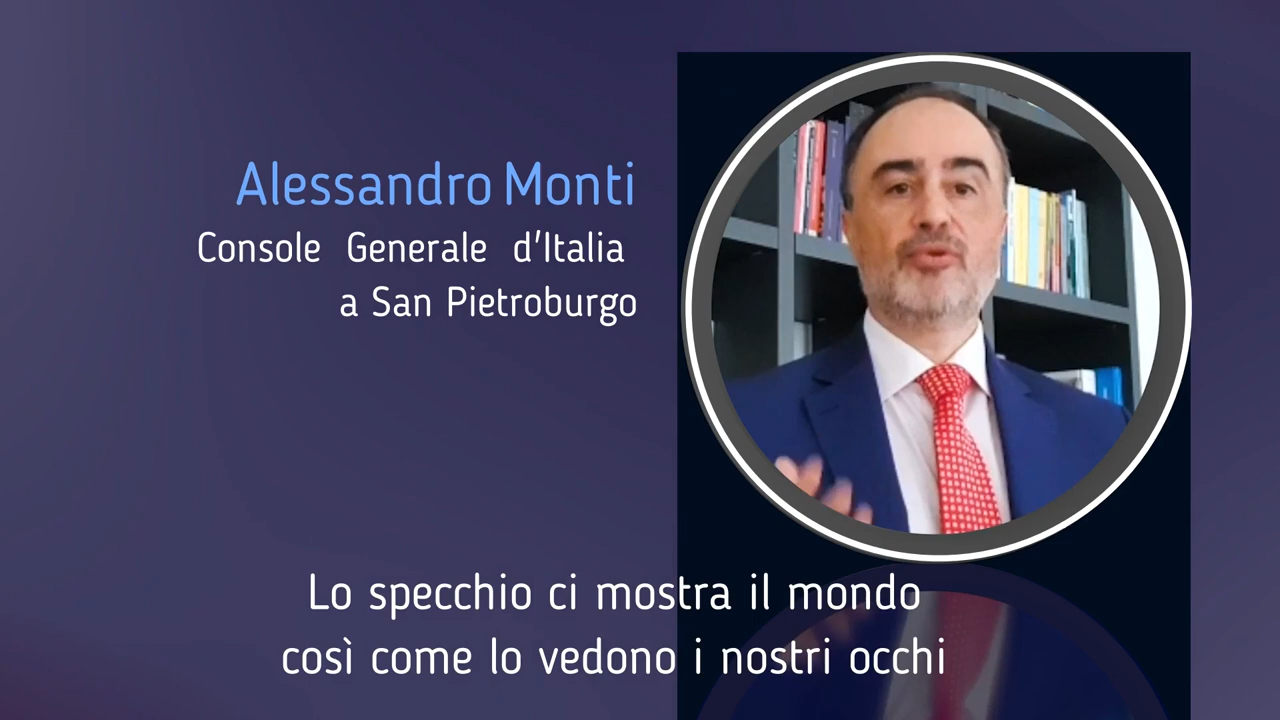 Alessandro Monti
Console Generale d'Italia
a San Pietroburgo
Lo specchio ci mostra il mondo
così come lo vedono i nostri occhi